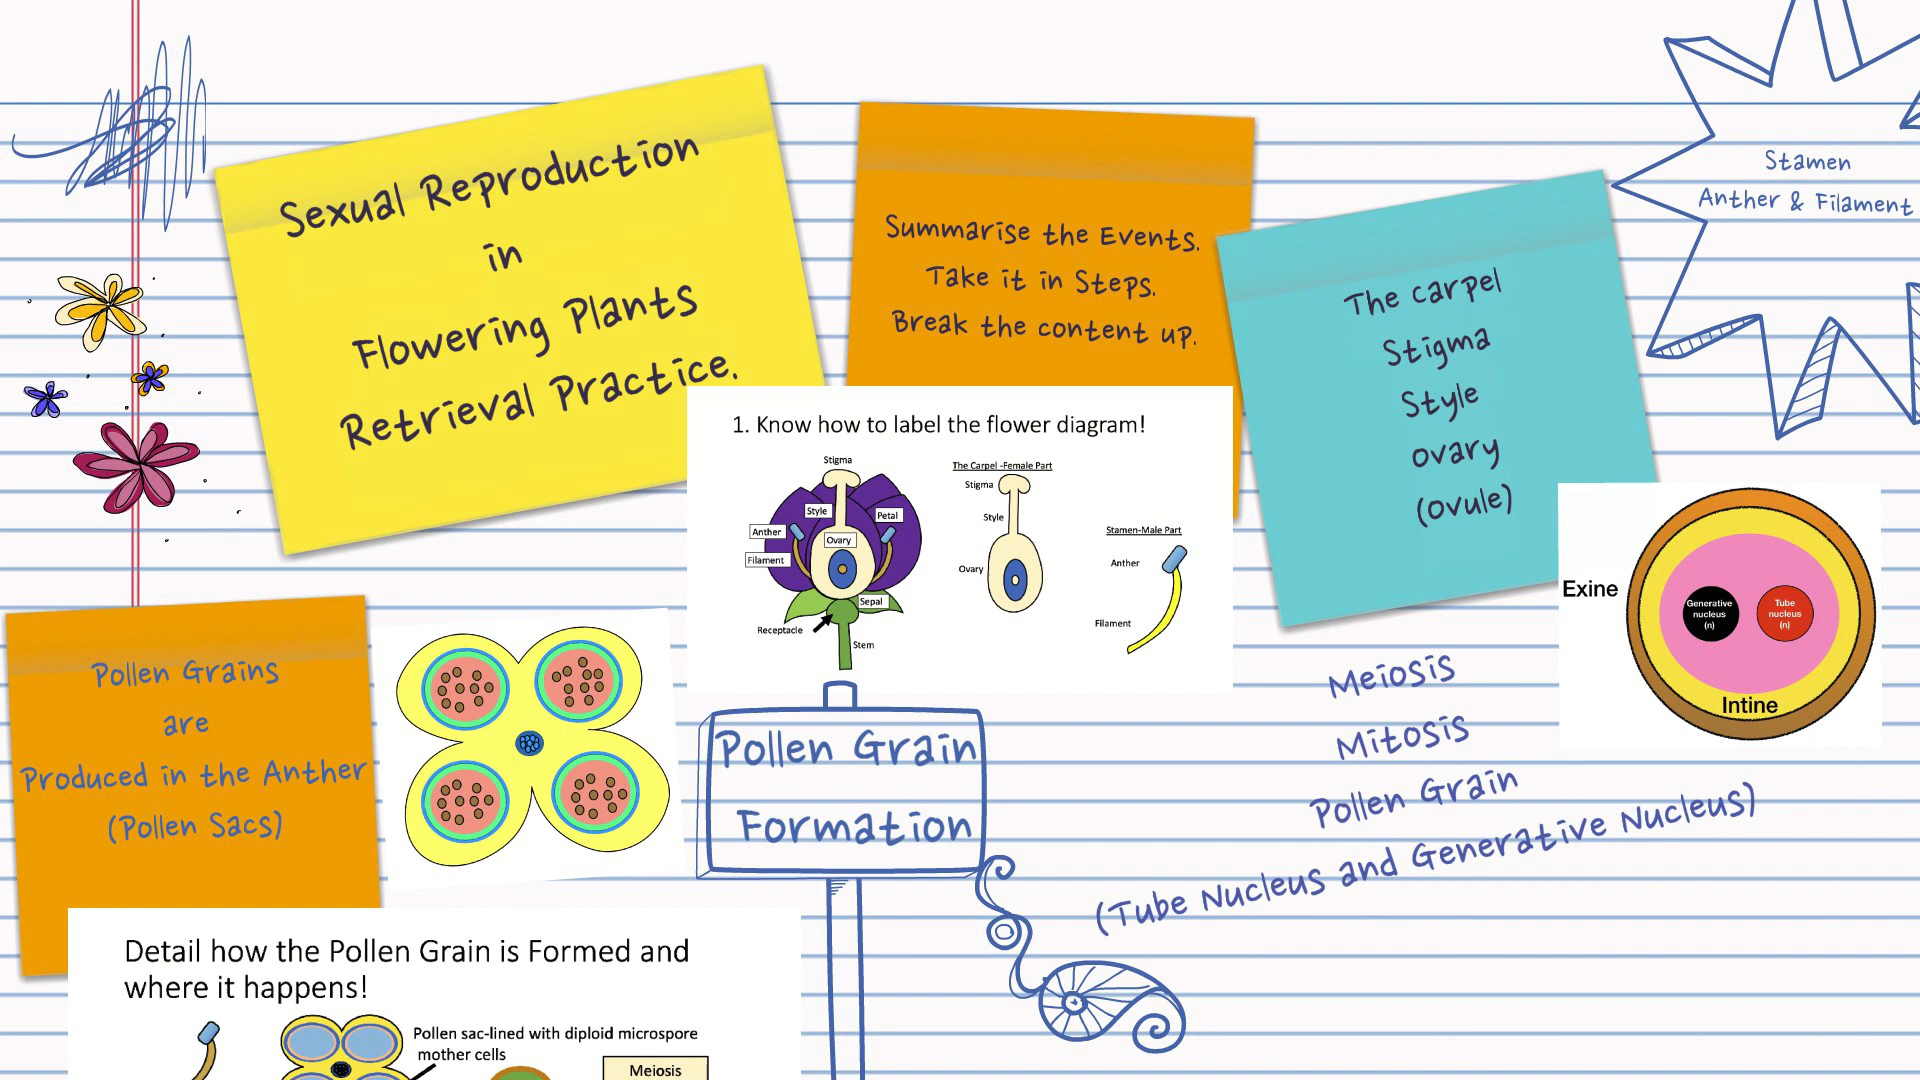 Sexual Reproduction
in
Flowering Plants
Retrieval Practice.
Summarise the Events.
Take it in Steps.
Break the content up.
The carpel
Stigma
Style
ovary
(ovule)
Stamen
Anther & Filament
1. Know how to label the flower diagram!
Stigma
Style
Petal
Anther
Ovary
Filament
Sepal
Receptacle
Stem
The Carpel -Female Part
Stigma
Style
Ovary
Stamen-Male Part
Anther
Filament
Exine
Generative
nucleus
(n)
Tube
nucleus
(n)
Intine
Pollen Grains
are
Produced in the Anther
(Pollen Sacs)
Pollen Grain
Formation
Meiosis
Mitosis
Pollen Grain
(Tube Nucleus and Generative Nucleus)
Detail how the Pollen Grain is Formed and
where it happens!
Pollen sac-lined with diploid microspore
mother cells
Meiosis